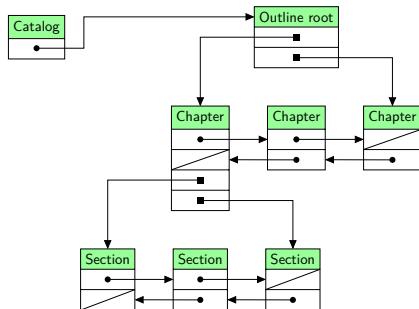 Outline root
Catalog
Chapter Chapter Chapter
Section Section Section